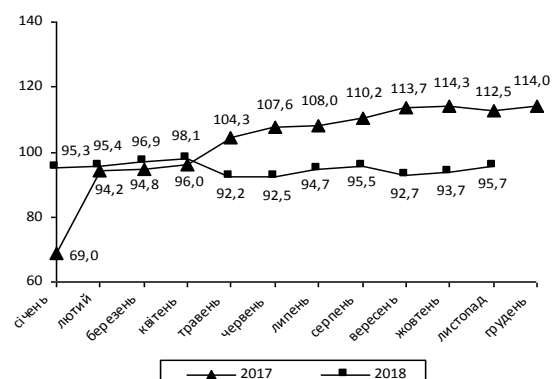 140
120
100
80
60
95,3
95,4
96,9
98,1
104,3
107,6
108,0
110,2
113,7
114,3
112,5
114,0
69,0
94,2
94,8
96,0
92,2
92,5
94,7
95,5
92,7
93,7
95,7
січень
лютий
березень
квітень
травень
червень
липень
серпень
вересень
жовтень
листопад
грудень
2017
2018